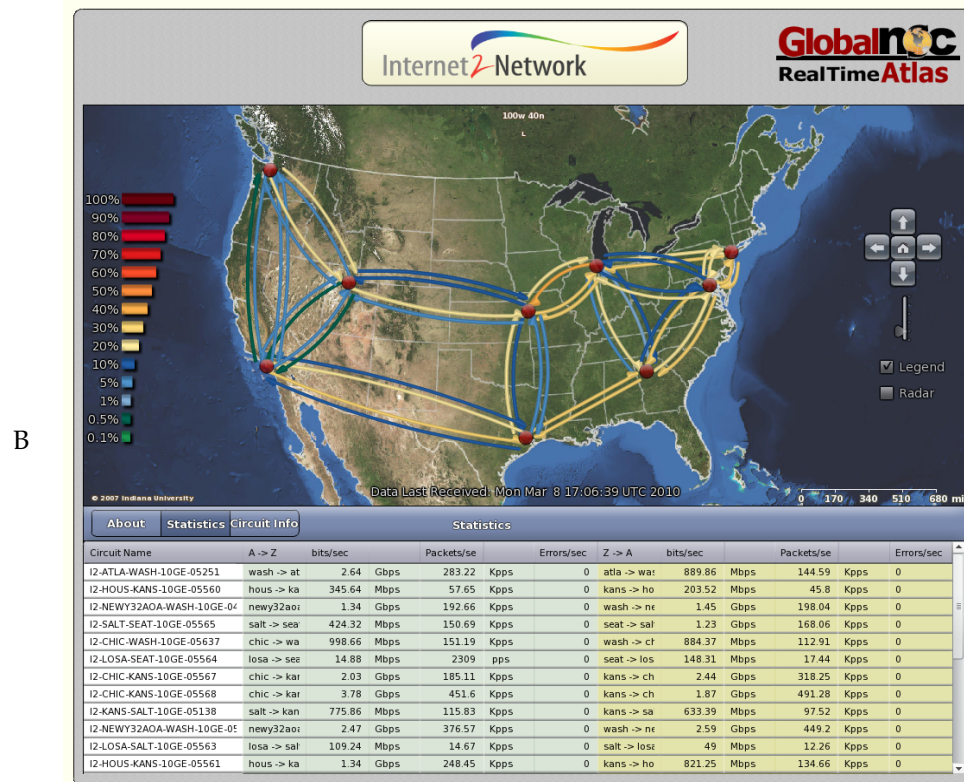 Internet2 Network
Globalnoc
RealTimeAtlas
100w 40n
L
100%
90%
80%
70%
60%
50%
40%
30%
20%
10%
5%
1%
0.5%
0.1%
Legend
Radar
B
© 2007 Indiana University
Data Last Received: Mon Mar 8 17:06:39 UTC 2010
0 170 340 510 680 mi
About Statistics Circuit Info Statistics
Circuit Name A -> Z bits/sec Packets/se Errors/sec Z -> A bits/sec Packets/se Errors/sec
I2-ATLA-WASH-10GE-05251 wash -> at 2.64 Gbps 283.22 Kpps 0 atla -> was 889.86 Mbps 144.59 Kpps 0
I2-HOUS-KANS-10GE-05560 hous -> ka 345.64 Mbps 57.65 Kpps 0 kans -> ho 203.52 Mbps 45.8 Kpps 0
I2-NEWY32AOA-WASH-10GE-04 newy32aoa 1.34 Gbps 192.66 Kpps 0 wash -> ne 1.45 Gbps 198.04 Kpps 0
I2-SALT-SEAT-10GE-05565 salt -> sea 424.32 Mbps 150.69 Kpps 0 seat -> sal 1.23 Gbps 168.06 Kpps 0
I2-CHIC-WASH-10GE-05637 chic -> wa 998.66 Mbps 151.19 Kpps 0 wash -> ch 884.37 Mbps 112.91 Kpps 0
I2-LOSA-SEAT-10GE-05564 losa -> sea 14.88 Mbps 2309 pps 0 seat -> los 148.31 Mbps 17.44 Kpps 0
I2-CHIC-KANS-10GE-05567 chic -> kar 2.03 Gbps 185.11 Kpps 0 kans -> ch 2.44 Gbps 318.25 Kpps 0
I2-CHIC-KANS-10GE-05568 chic -> kar 3.78 Gbps 451.6 Kpps 0 kans -> ch 1.87 Gbps 491.28 Kpps 0
I2-KANS-SALT-10GE-05138 salt -> kan 775.86 Mbps 115.83 Kpps 0 kans -> sa 633.39 Mbps 97.52 Kpps 0
I2-NEWY32AOA-WASH-10GE-05 newy32aoa 2.47 Gbps 376.57 Kpps 0 wash -> ne 2.59 Gbps 449.2 Kpps 0
I2-LOSA-SALT-10GE-05563 losa -> sal 109.24 Mbps 14.67 Kpps 0 salt -> losa 49 Mbps 12.26 Kpps 0
I2-HOUS-KANS-10GE-05561 hous -> ka 1.34 Gbps 248.45 Kpps 0 kans -> ho 821.25 Mbps 134.66 Kpps 0